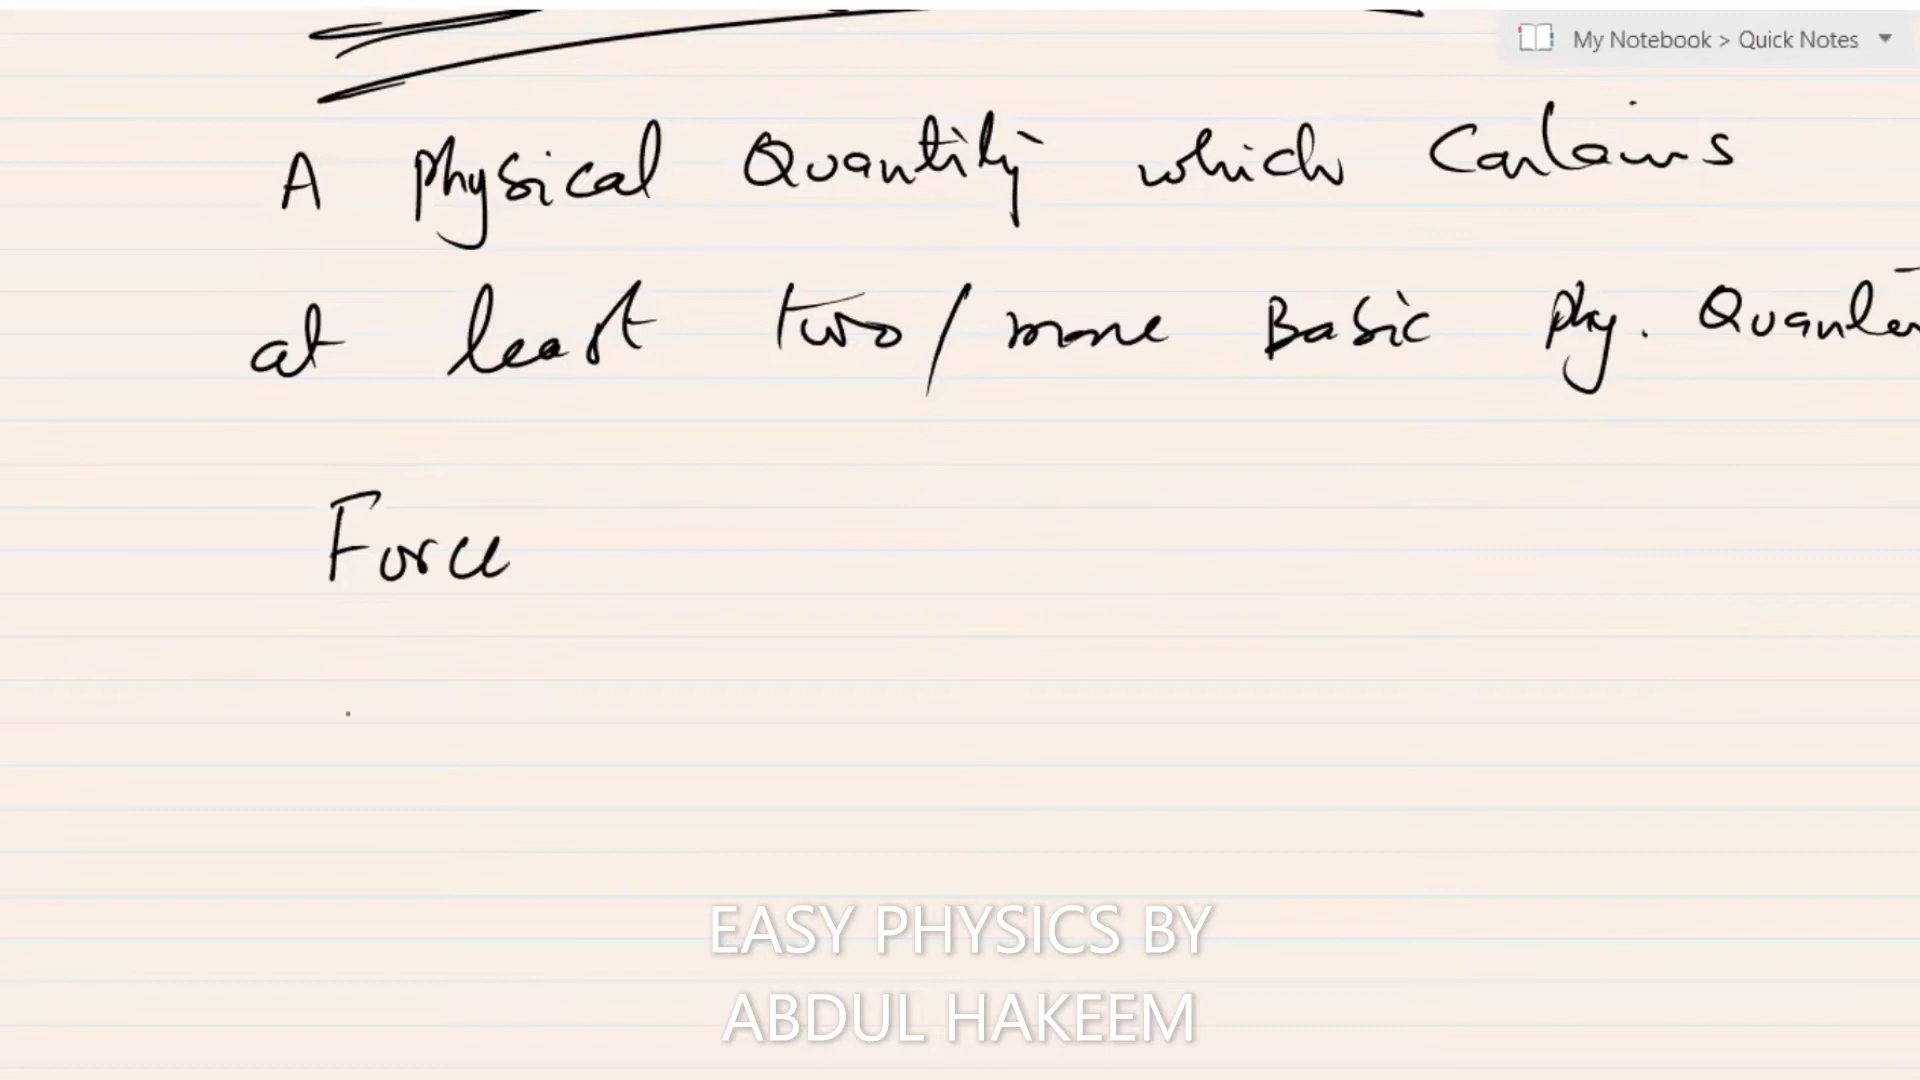 My Notebook > Quick Notes
A Physical Quantity which Contains
at least two/more Basic Phy. Quanti
Force
EASY PHYSICS BY
ABDUL HAKEEM